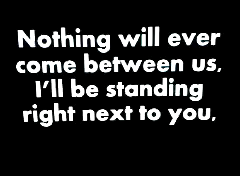 Nothing will ever
come between us.
I'll be standing
right next to you,